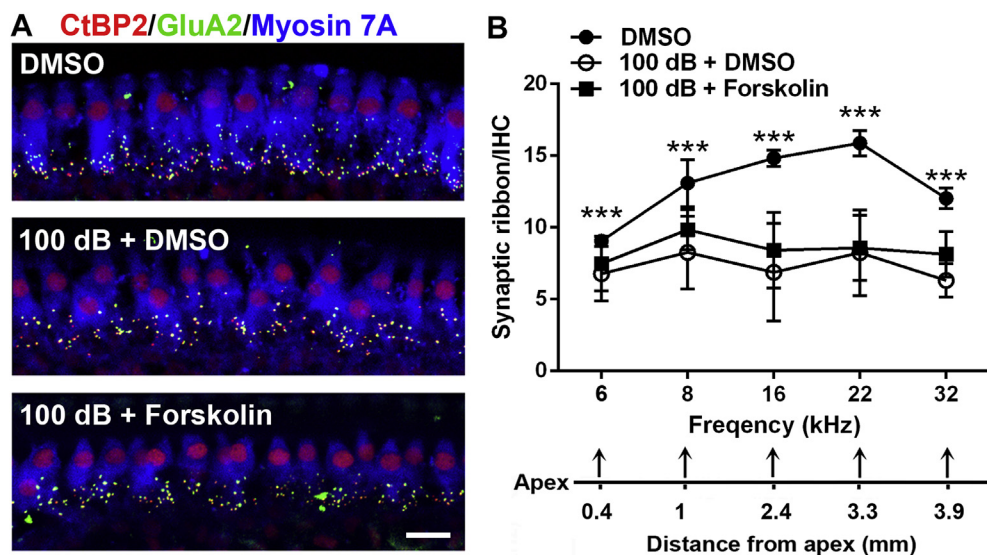 A CtBP2/GluA2/Myosin 7A
DMSO
100 dB + DMSO
100 dB + Forskolin
B
DMSO
100 dB + DMSO
100 dB + Forskolin
Synaptic ribbon/IHC
20
15
10
5
0
*** *** *** *** ***
6 8 16 22 32
Freqency (kHz)
Apex
0.4 1 2.4 3.3 3.9
Distance from apex (mm)